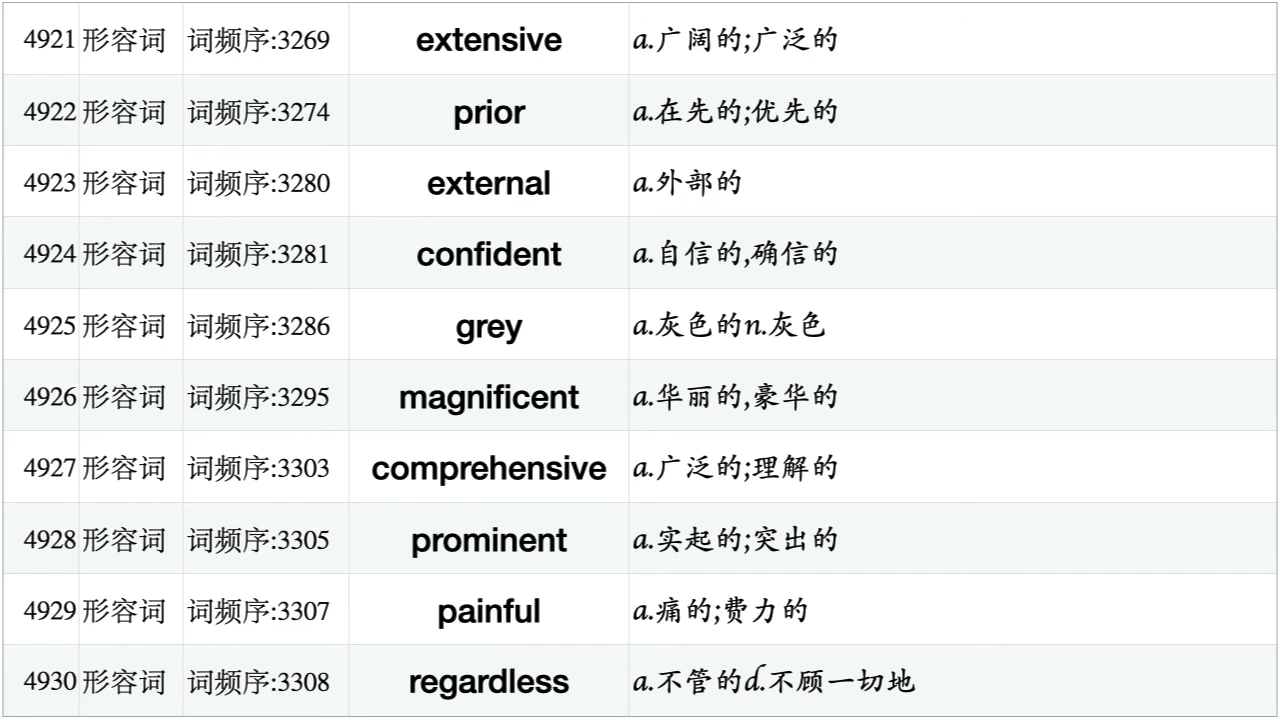 4921 形容词 词频序:3269 extensive a.广阔的;广泛的
4922 形容词 词频序:3274 prior a.在先的;优先的
4923 形容词 词频序:3280 external a.外部的
4924 形容词 词频序:3281 confident a.自信的,确信的
4925 形容词 词频序:3286 grey a.灰色的n.灰色
4926 形容词 词频序:3295 magnificent a.华丽的,豪华的
4927 形容词 词频序:3303 comprehensive a.广泛的;理解的
4928 形容词 词频序:3305 prominent a.实起的;突出的
4929 形容词 词频序:3307 painful a.痛的;费力的
4930 形容词 词频序:3308 regardless a.不管的d.不顾一切地